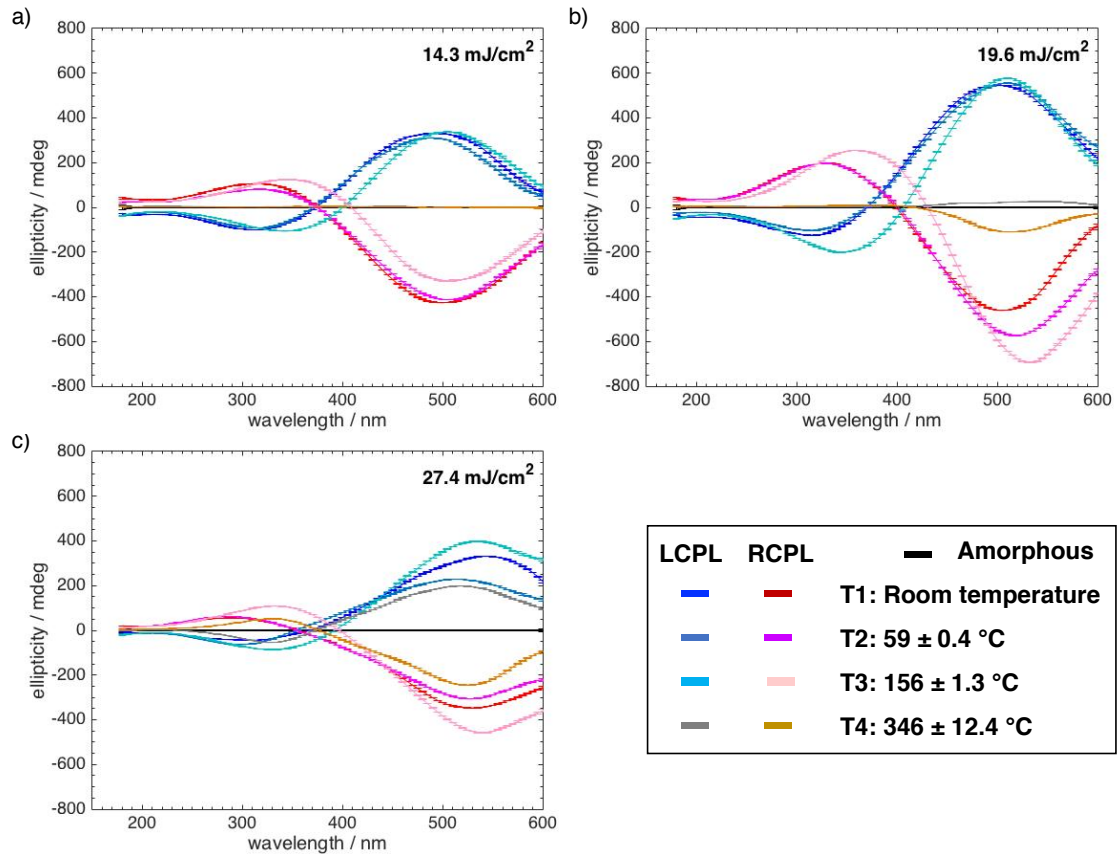 a)
14.3 mJ/cm²
800
600
400
200
0
-200
-400
-600
-800
ellipticity / mdeg
200 300 400 500 600
wavelength / nm
b)
19.6 mJ/cm²
800
600
400
200
0
-200
-400
-600
-800
ellipticity / mdeg
200 300 400 500 600
wavelength / nm
c)
27.4 mJ/cm²
800
600
400
200
0
-200
-400
-600
-800
ellipticity / mdeg
200 300 400 500 600
wavelength / nm
LCPL RCPL Amorphous
T1: Room temperature
T2: 59 ± 0.4 °C
T3: 156 ± 1.3 °C
T4: 346 ± 12.4 °C